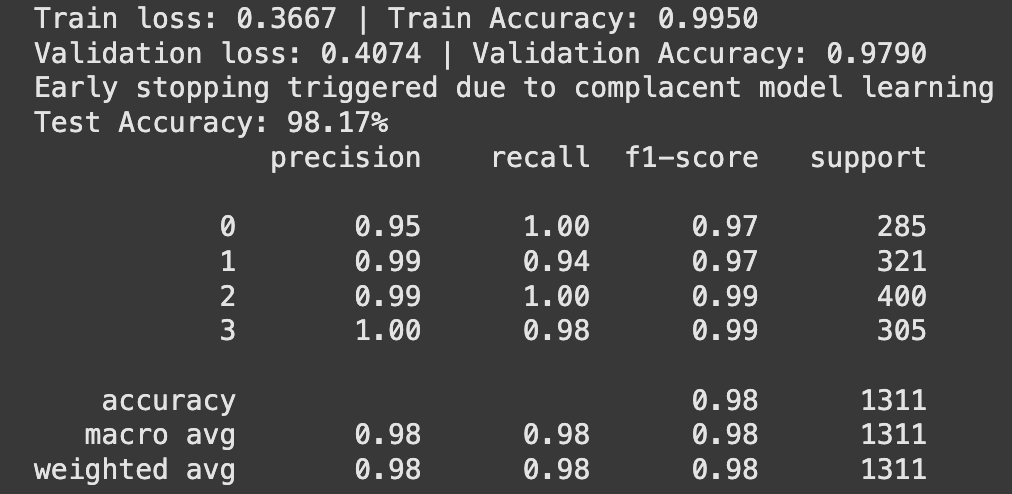 Train loss: 0.3667 | Train Accuracy: 0.9950
Validation loss: 0.4074 | Validation Accuracy: 0.9790
Early stopping triggered due to complacent model learning
Test Accuracy: 98.17%
precision recall f1-score support
0 0.95 1.00 0.97 285
1 0.99 0.94 0.97 321
2 0.99 1.00 0.99 400
3 1.00 0.98 0.99 305
accuracy 0.98 1311
macro avg 0.98 0.98 0.98 1311
weighted avg 0.98 0.98 0.98 1311